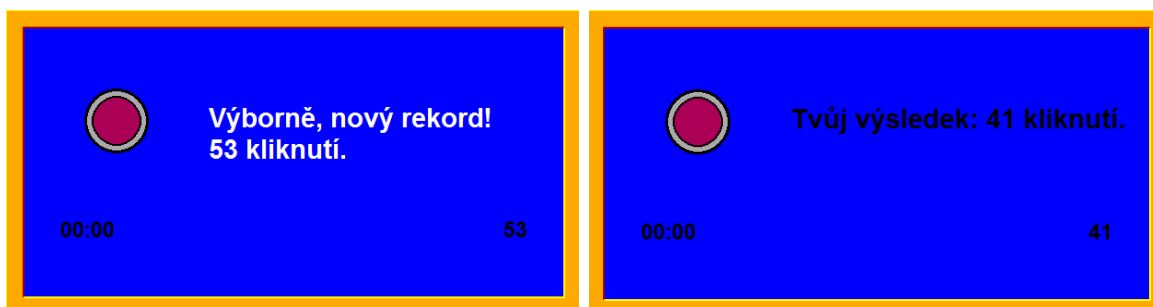 Výborně, nový rekord!
53 kliknutí.
00:00
53
Tvůj výsledek: 41 kliknutí.
00:00
41